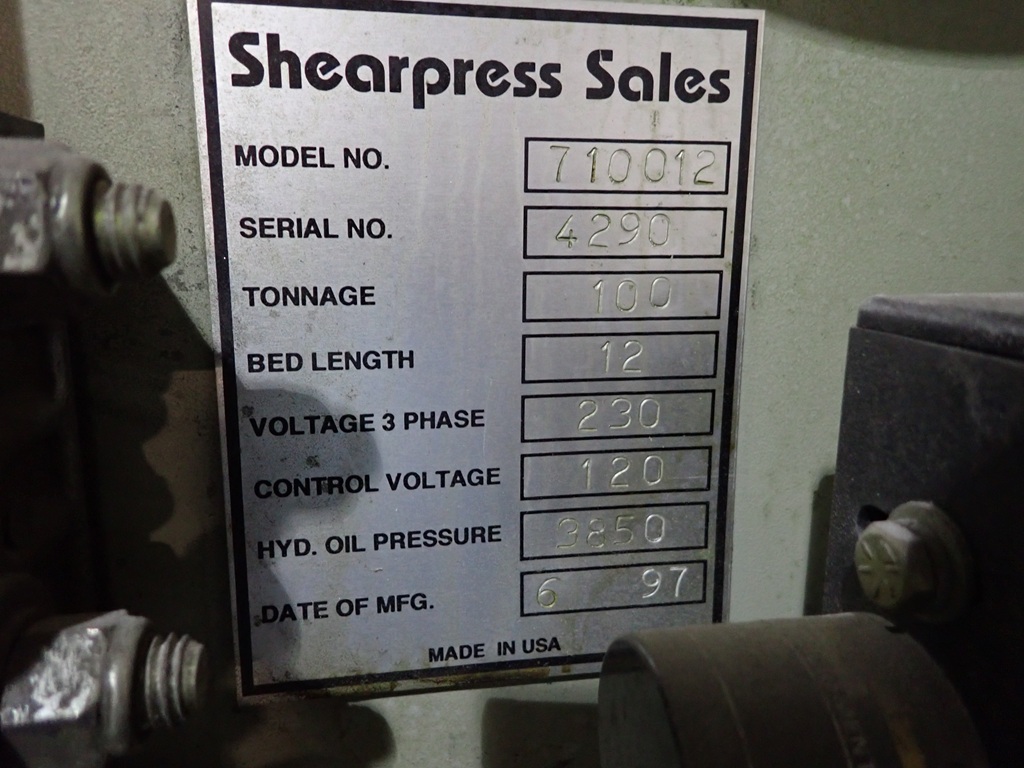 Shearpress Sales
MODEL NO. 710012
SERIAL NO. 4290
TONNAGE 100
BED LENGTH 12
VOLTAGE 3 PHASE 230
CONTROL VOLTAGE 120
HYD. OIL PRESSURE 3850
DATE OF MFG. 6 97
MADE IN USA